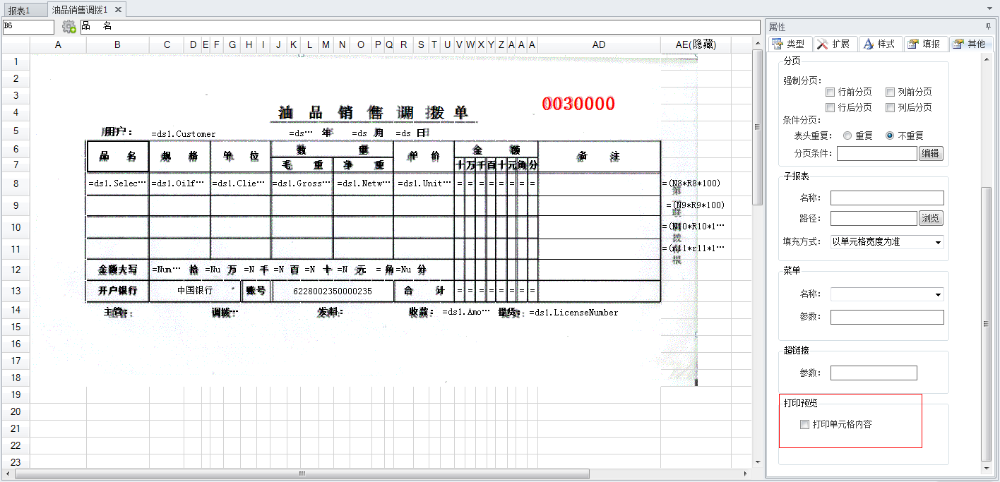 报表1 油品销售调拨1 ×
B6 品 名
A B C D E F G H I J K L M N O P Q R S T U V W X Y Z A A A AD AE(隐藏)
1
2
3
4 油 品 销 售 调 拨 单 0030000
5 用户: =ds1.Customer =ds… 年 =ds 月 =ds 日
6 品 名 规 格 单 位 数 量 单 价 金 额 备 注
7 毛 重 净 重 十 万 千 百 十 元 角 分
8 =ds1.Selec… =ds1.Oilf… =ds1.Clie… =ds1.Gross… =ds1.Netw… =ds1.Unit… = = = = = = = = =(N8*R8*100)
9 =(N9*R9*100)
10 =(N10*R10*1…
11 =(n11*r11*1…
12 金额大写 =Num… 拾 =Nu 万 =N 千 =N 百 =N 十 =N 元 = 角 =Nu 分
13 开户银行 中国银行 账号 6228002350000235 合 计 = = = = = = = =
14 主管: 调拨… 发料: 收款: =ds1.Amo… 提货: =ds1.LicenseNumber
15
16
17
18
19
20
21
22
23
属性
类型 扩展 样式 填报 其他
分页
强制分页:
行前分页 列前分页
行后分页 列后分页
条件分页:
表头重复: 重复 不重复
分页条件: 编辑
子报表
名称:
路径: 浏览
填充方式: 以单元格宽度为准
菜单
名称:
参数:
超链接
参数:
打印预览
打印单元格内容